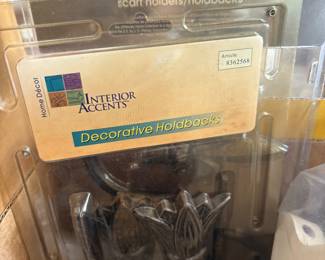 scarf holders/holdbacks
Home Décor
INTERIOR
ACCENTS
Article
8362568
Decorative Holdbacks